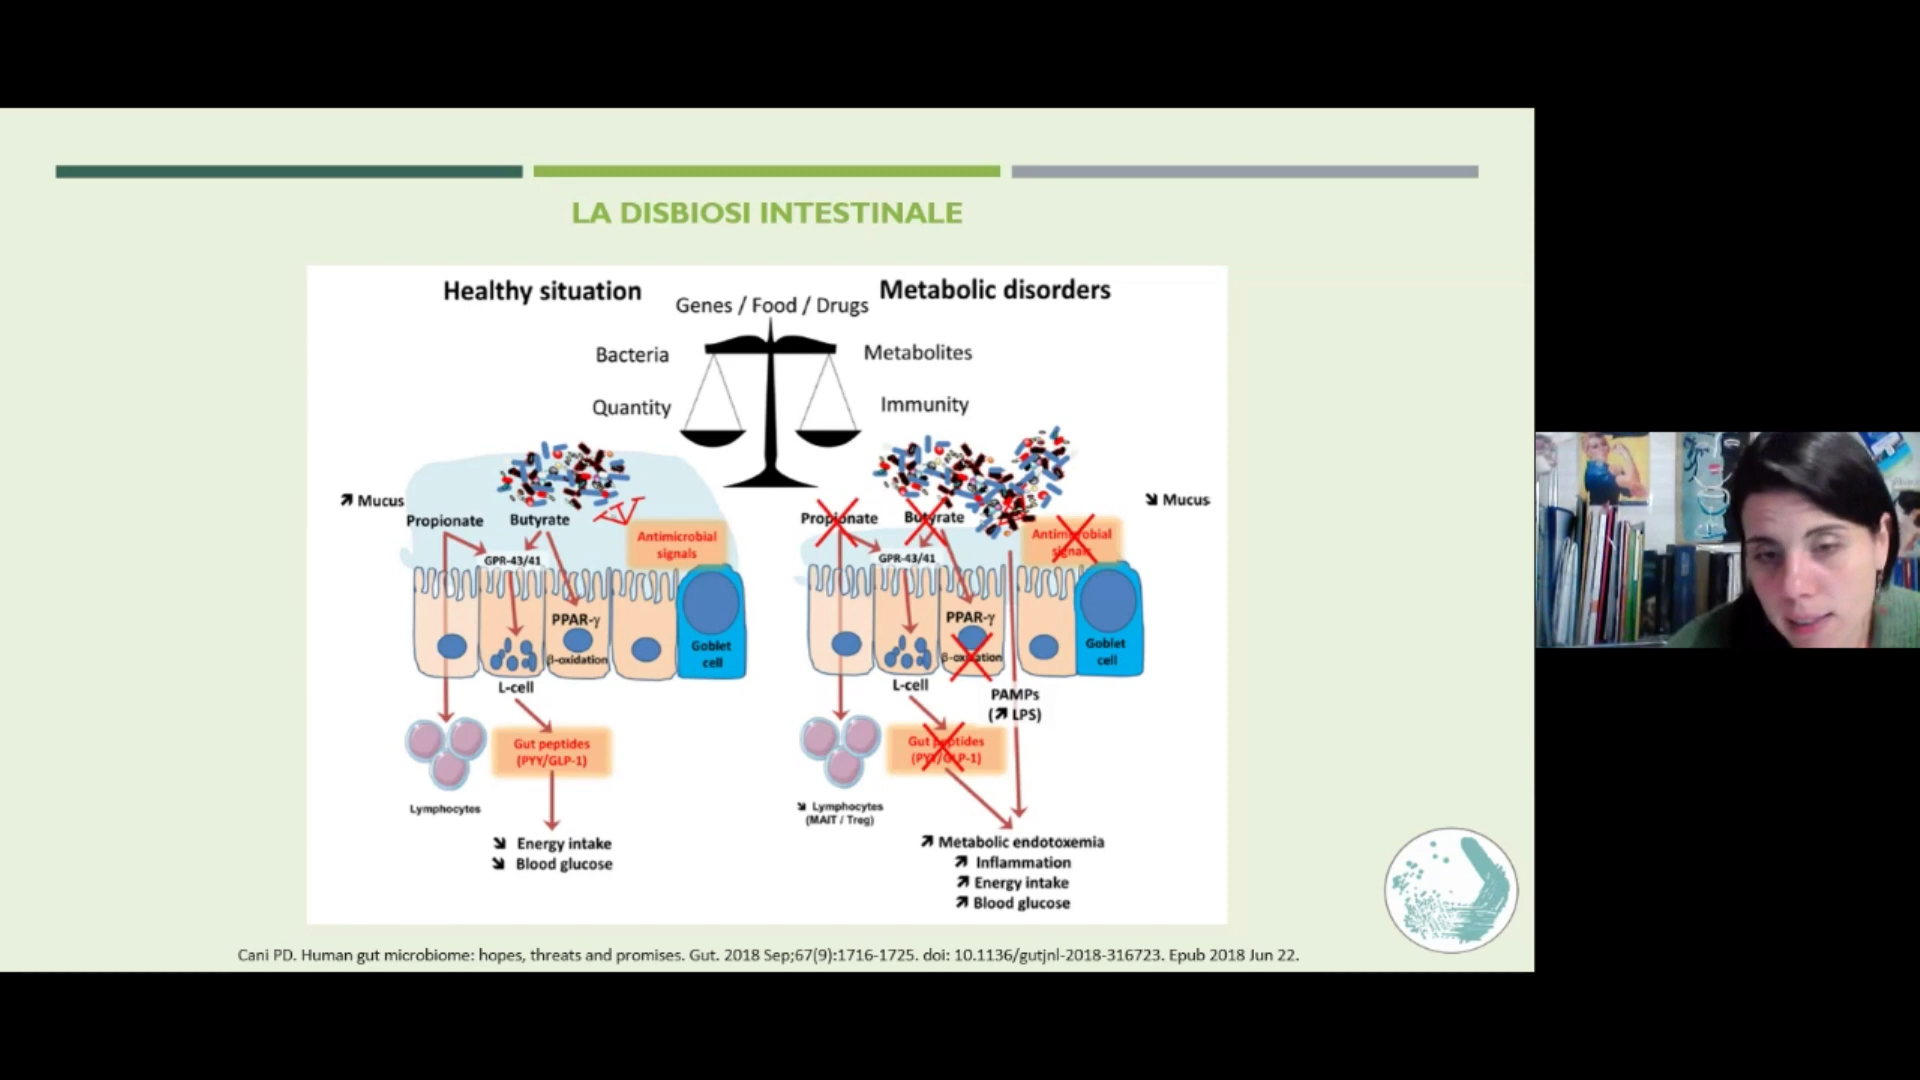 LA DISBIOSI INTESTINALE
Healthy situation
Genes / Food / Drugs
Metabolic disorders
Bacteria
Metabolites
Quantity
Immunity
Mucus
Propionate
Butyrate
Antimicrobial
signals
GPR-43/41
PPAR-γ
β-oxidation
Goblet
cell
L-cell
Gut peptides
(PYY/GLP-1)
Lymphocytes
Energy intake
Blood glucose
Mucus
Propionate
Butyrate
Antimicrobial
signals
GPR-43/41
PPAR-γ
β-oxidation
Goblet
cell
L-cell
PAMPs
(↗ LPS)
Gut peptides
(PYY/GLP-1)
Lymphocytes
(MAIT / Treg)
Metabolic endotoxemia
Inflammation
Energy intake
Blood glucose
Cani PD. Human gut microbiome: hopes, threats and promises. Gut. 2018 Sep;67(9):1716-1725. doi: 10.1136/gutjnl-2018-316723. Epub 2018 Jun 22.